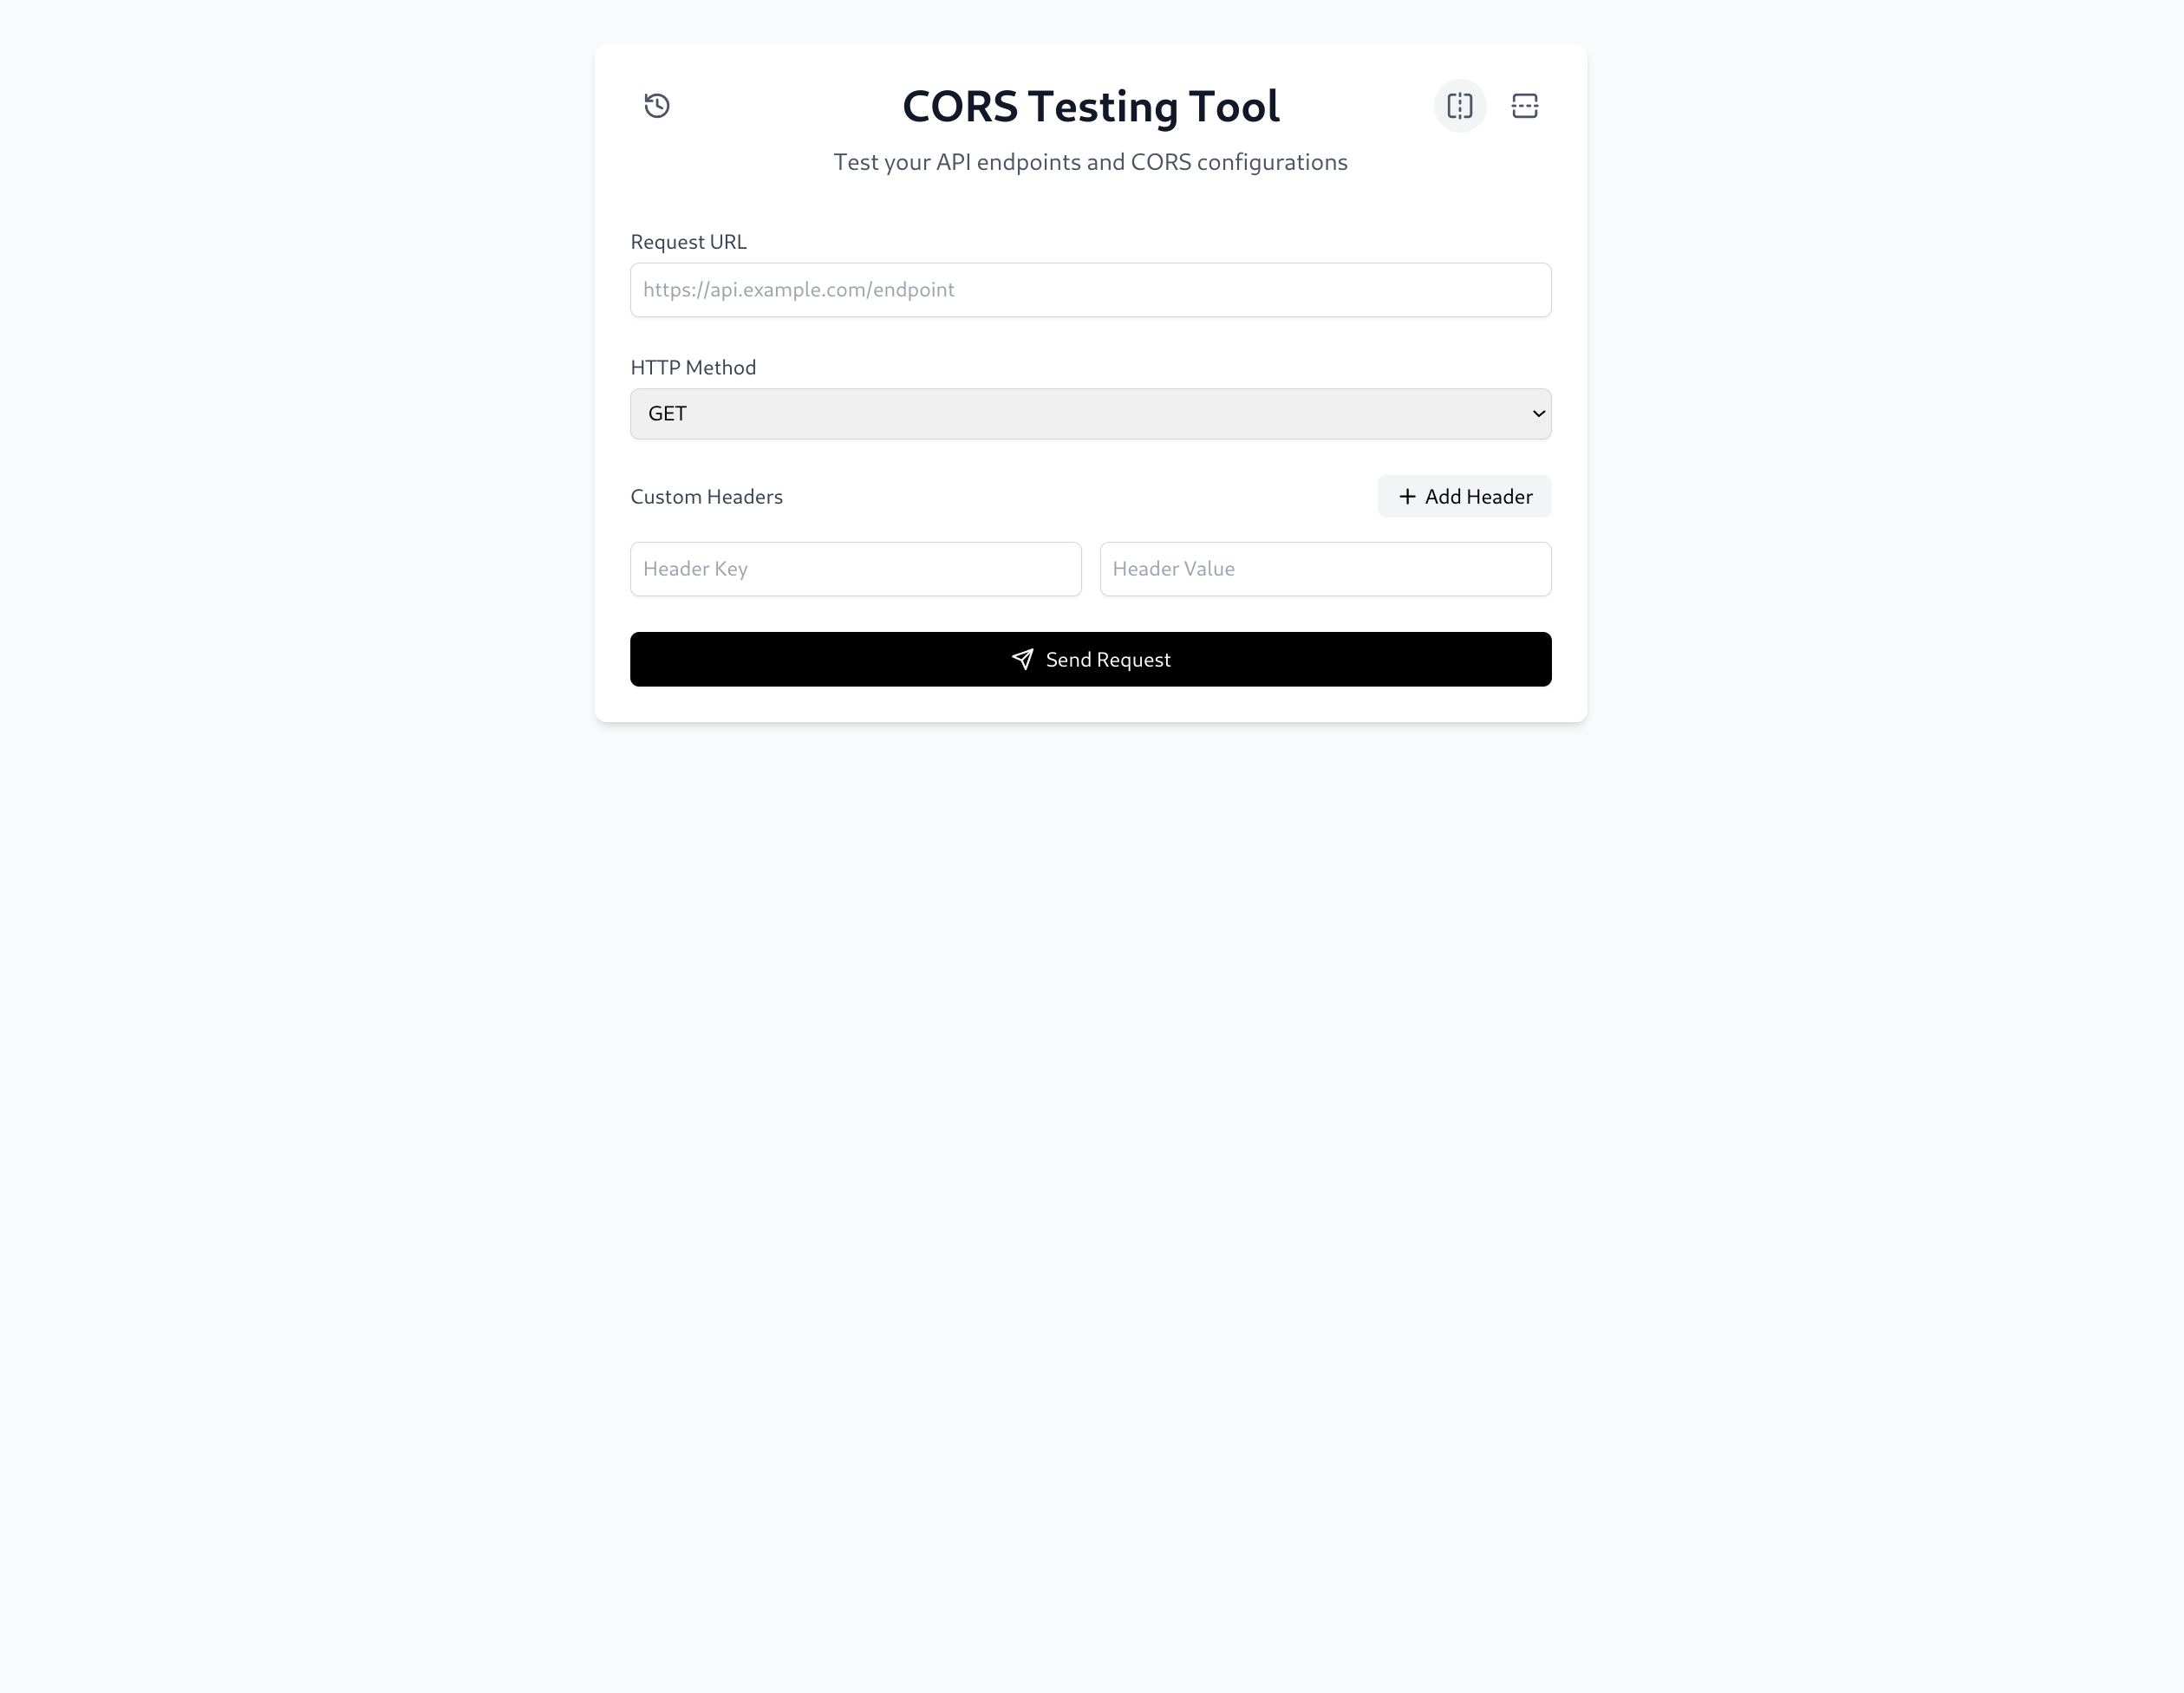 CORS Testing Tool
Test your API endpoints and CORS configurations
Request URL
https://api.example.com/endpoint
HTTP Method
GET
Custom Headers
Add Header
Header Key
Header Value
Send Request